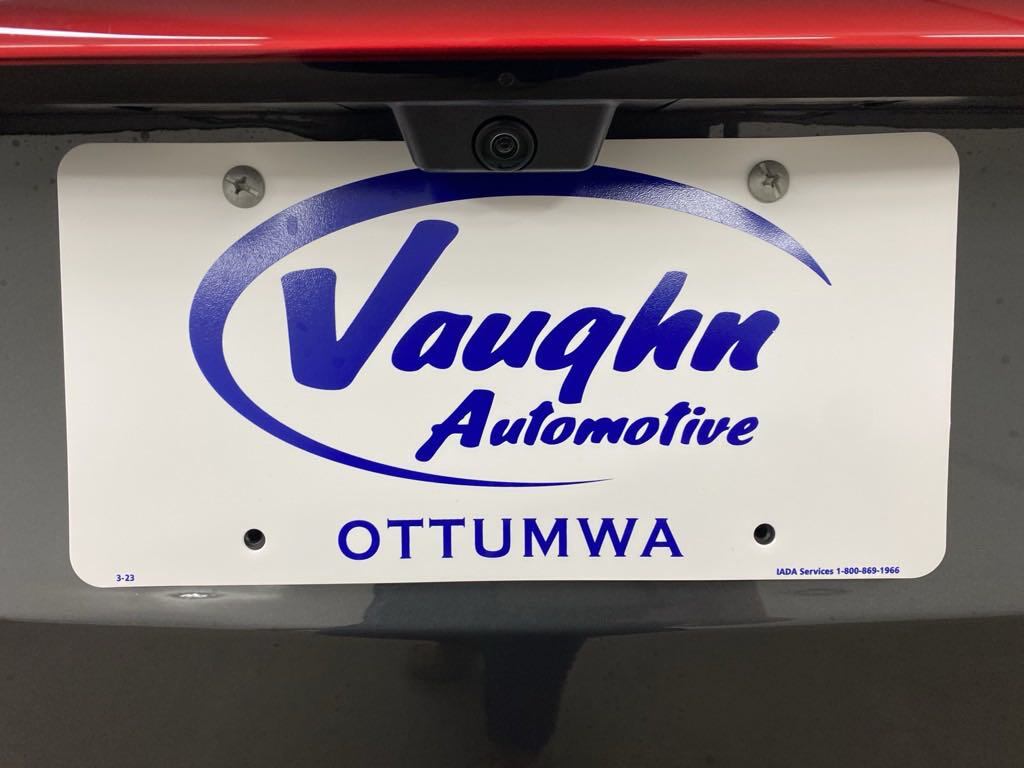 Vaughn
Automotive
OTTUMWA
3-23
IADA Services 1-800-869-1966